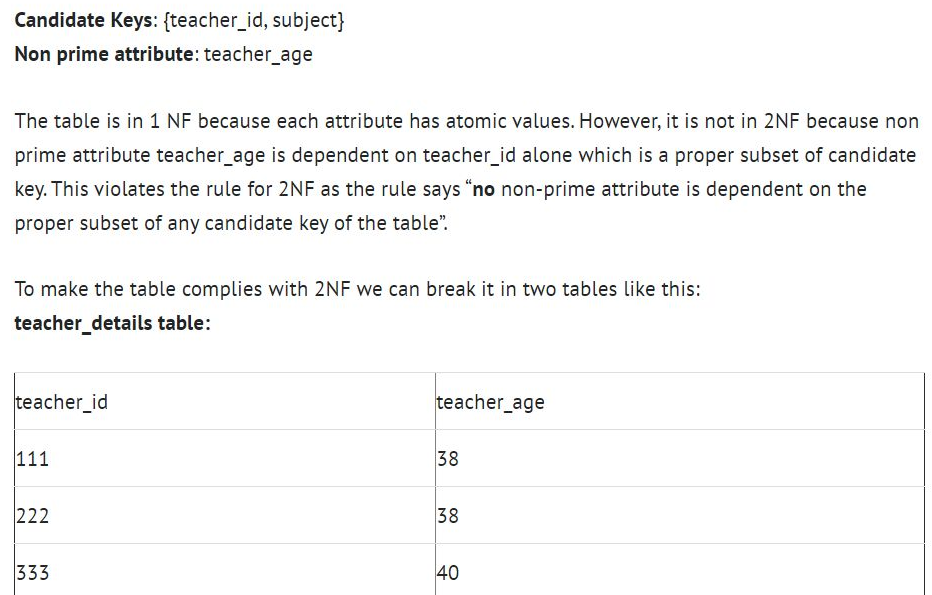 Candidate Keys: {teacher_id, subject}
Non prime attribute: teacher_age
The table is in 1 NF because each attribute has atomic values. However, it is not in 2NF because non
prime attribute teacher_age is dependent on teacher_id alone which is a proper subset of candidate
key. This violates the rule for 2NF as the rule says “no non-prime attribute is dependent on the
proper subset of any candidate key of the table”.
To make the table complies with 2NF we can break it in two tables like this:
teacher_details table:
teacher_id teacher_age
111 38
222 38
333 40